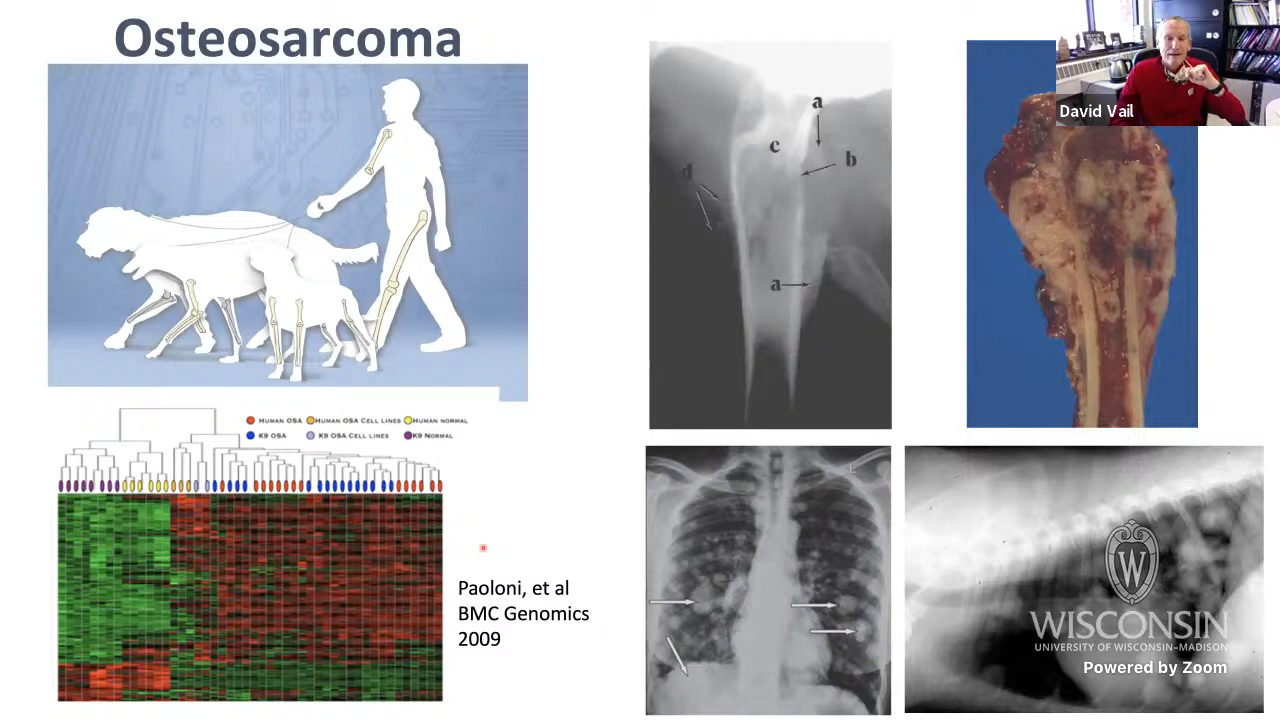 Osteosarcoma
David Vail
a
c
b
d
a
Human OSA
Human OSA Cell lines
Human normal
K9 OSA
K9 OSA Cell lines
K9 Normal
Paoloni, et al
BMC Genomics
2009
L
W
WISCONSIN
UNIVERSITY OF WISCONSIN–MADISON
Powered by Zoom